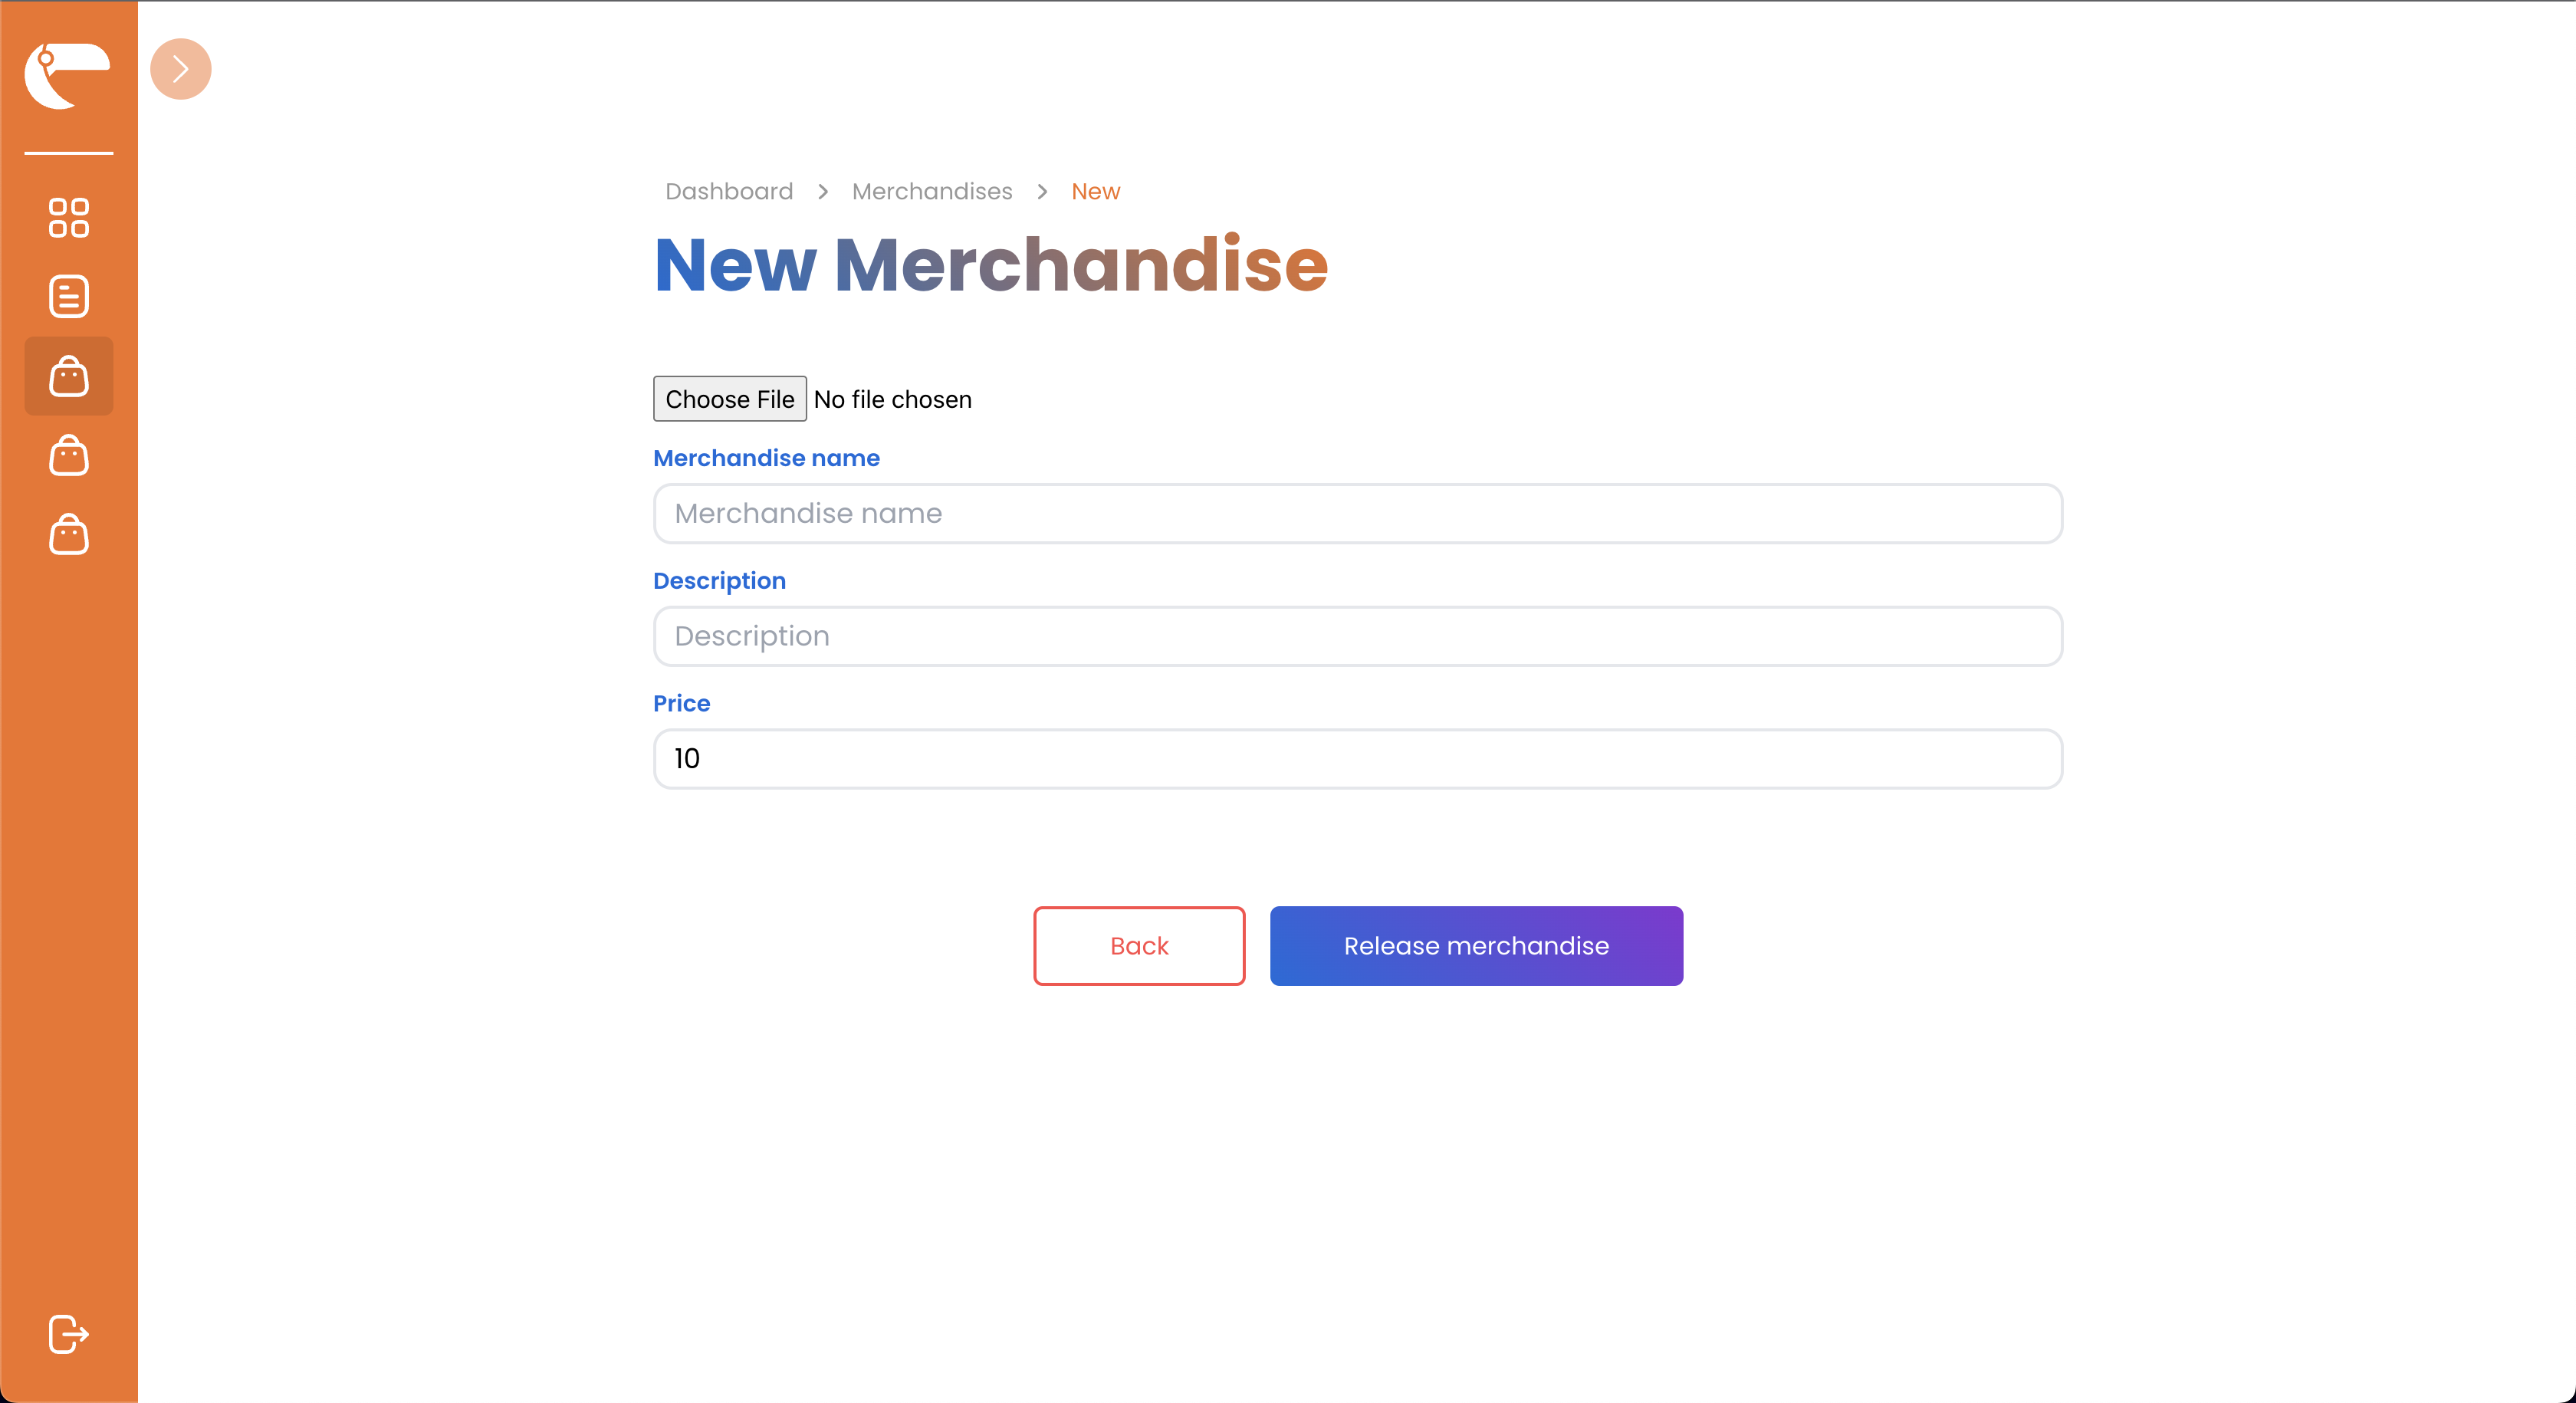 Dashboard > Merchandises > New
New Merchandise
Choose File No file chosen
Merchandise name
Merchandise name
Description
Description
Price
10
Back Release merchandise